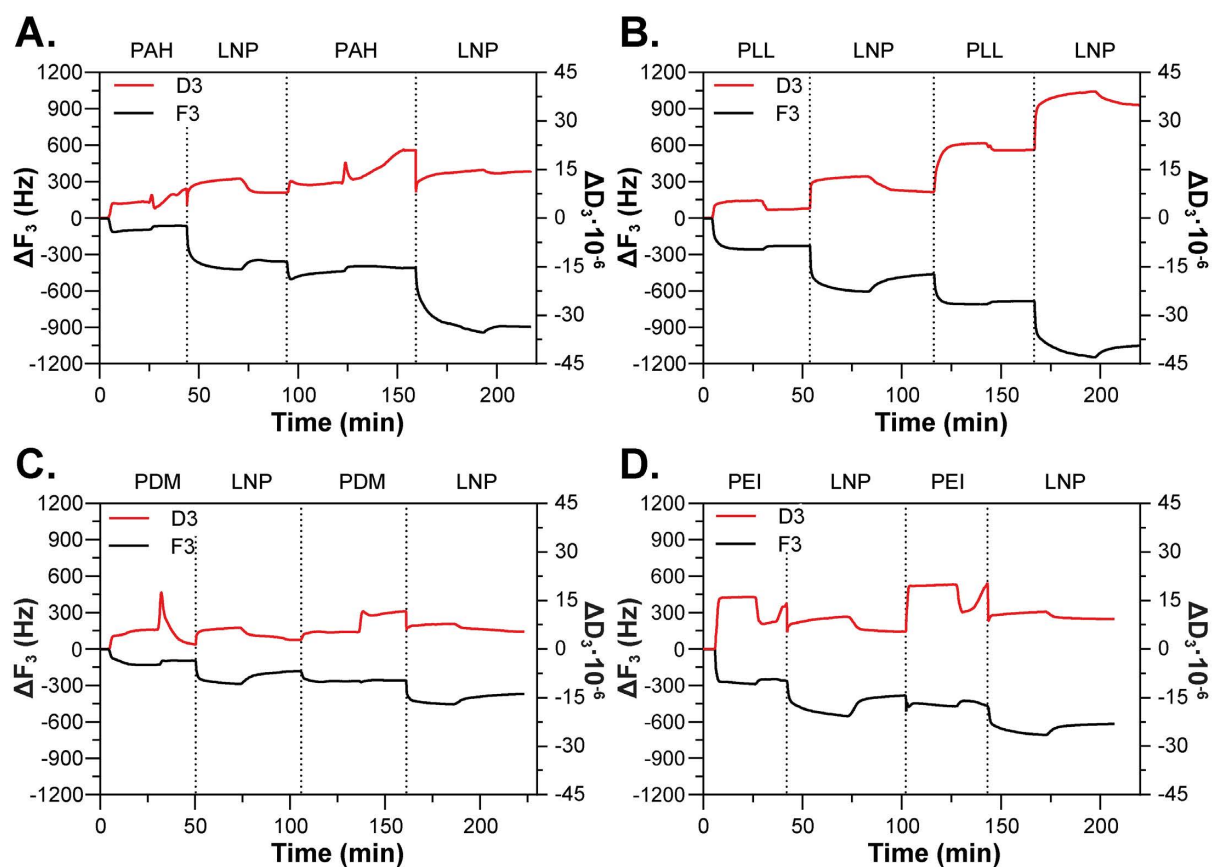 A.
PAH LNP PAH LNP
1200 45
D3
900 F3 30
600
300 15
0 0
-300
-600 -15
-900 -30
-1200 -45
0 50 100 150 200
Time (min)
ΔF3 (Hz)
ΔD3·10-6
B.
PLL LNP PLL LNP
1200 45
D3
900 F3 30
600
300 15
0 0
-300
-600 -15
-900 -30
-1200 -45
0 50 100 150 200
Time (min)
ΔF3 (Hz)
ΔD3·10-6
C.
PDM LNP PDM LNP
1200 45
D3
900 F3 30
600
300 15
0 0
-300
-600 -15
-900 -30
-1200 -45
0 50 100 150 200
Time (min)
ΔF3 (Hz)
ΔD3·10-6
D.
PEI LNP PEI LNP
1200 45
D3
900 F3 30
600
300 15
0 0
-300
-600 -15
-900 -30
-1200 -45
0 50 100 150 200
Time (min)
ΔF3 (Hz)
ΔD3·10-6